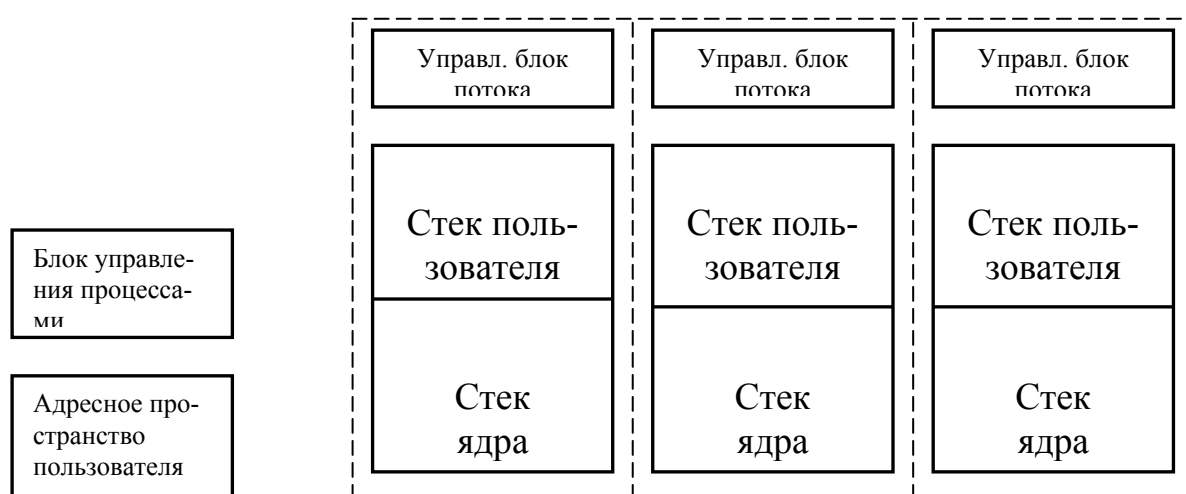 Управл. блок
потока
Управл. блок
потока
Управл. блок
потока
Стек поль-
зователя
Стек поль-
зователя
Стек поль-
зователя
Блок управле-
ния процесса-
ми
Адресное про-
странство
пользователя
Стек
ядра
Стек
ядра
Стек
ядра